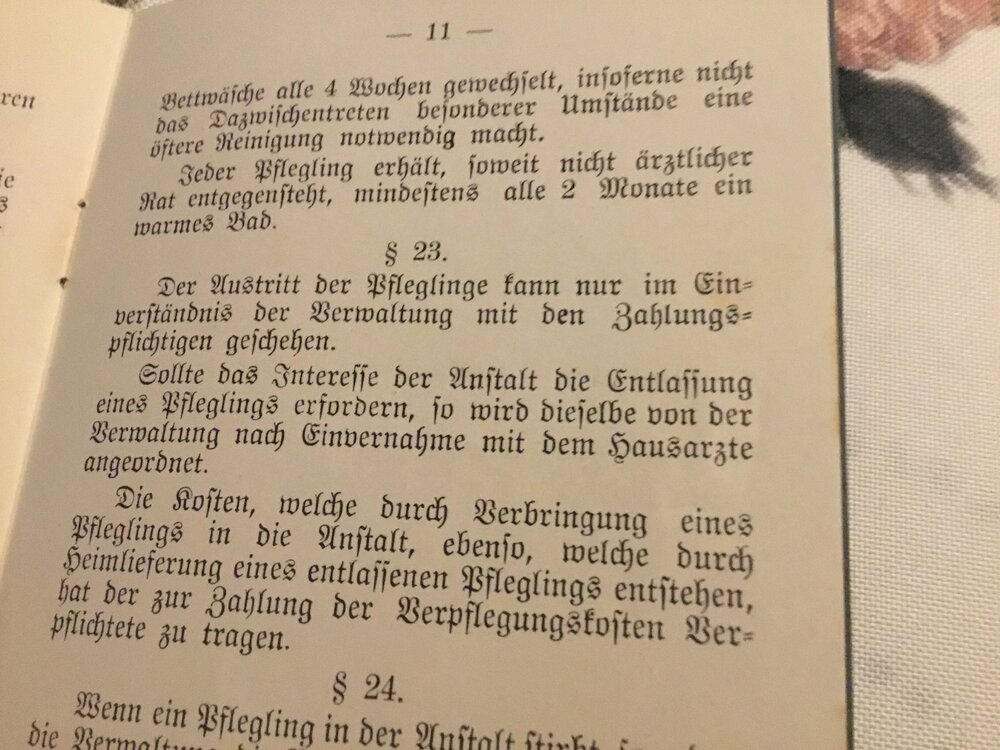 ren
ie
s
— 11 —
Bettwäsche alle 4 Wochen gewechselt, insoferne nicht
das Dazwischentreten besonderer Umstände eine
öftere Reinigung notwendig macht.
Jeder Pflegling erhält, soweit nicht ärztlicher
Rat entgegensteht, mindestens alle 2 Monate ein
warmes Bad.
§ 23.
Der Austritt der Pfleglinge kann nur im Ein-
verständnis der Verwaltung mit den Zahlungs-
pflichtigen geschehen.
Sollte das Interesse der Anstalt die Entlassung
eines Pfleglings erfordern, so wird dieselbe von der
Verwaltung nach Einvernahme mit dem Hausarzte
angeordnet.
Die Kosten, welche durch Verbringung eines
Pfleglings in die Anstalt, ebenso, welche durch
Heimlieferung eines entlassenen Pfleglings entstehen,
hat der zur Zahlung der Verpflegungskosten Ver-
pflichtete zu tragen.
§ 24.
Wenn ein Pflegling in der Anstalt stirbt
die Verwaltung